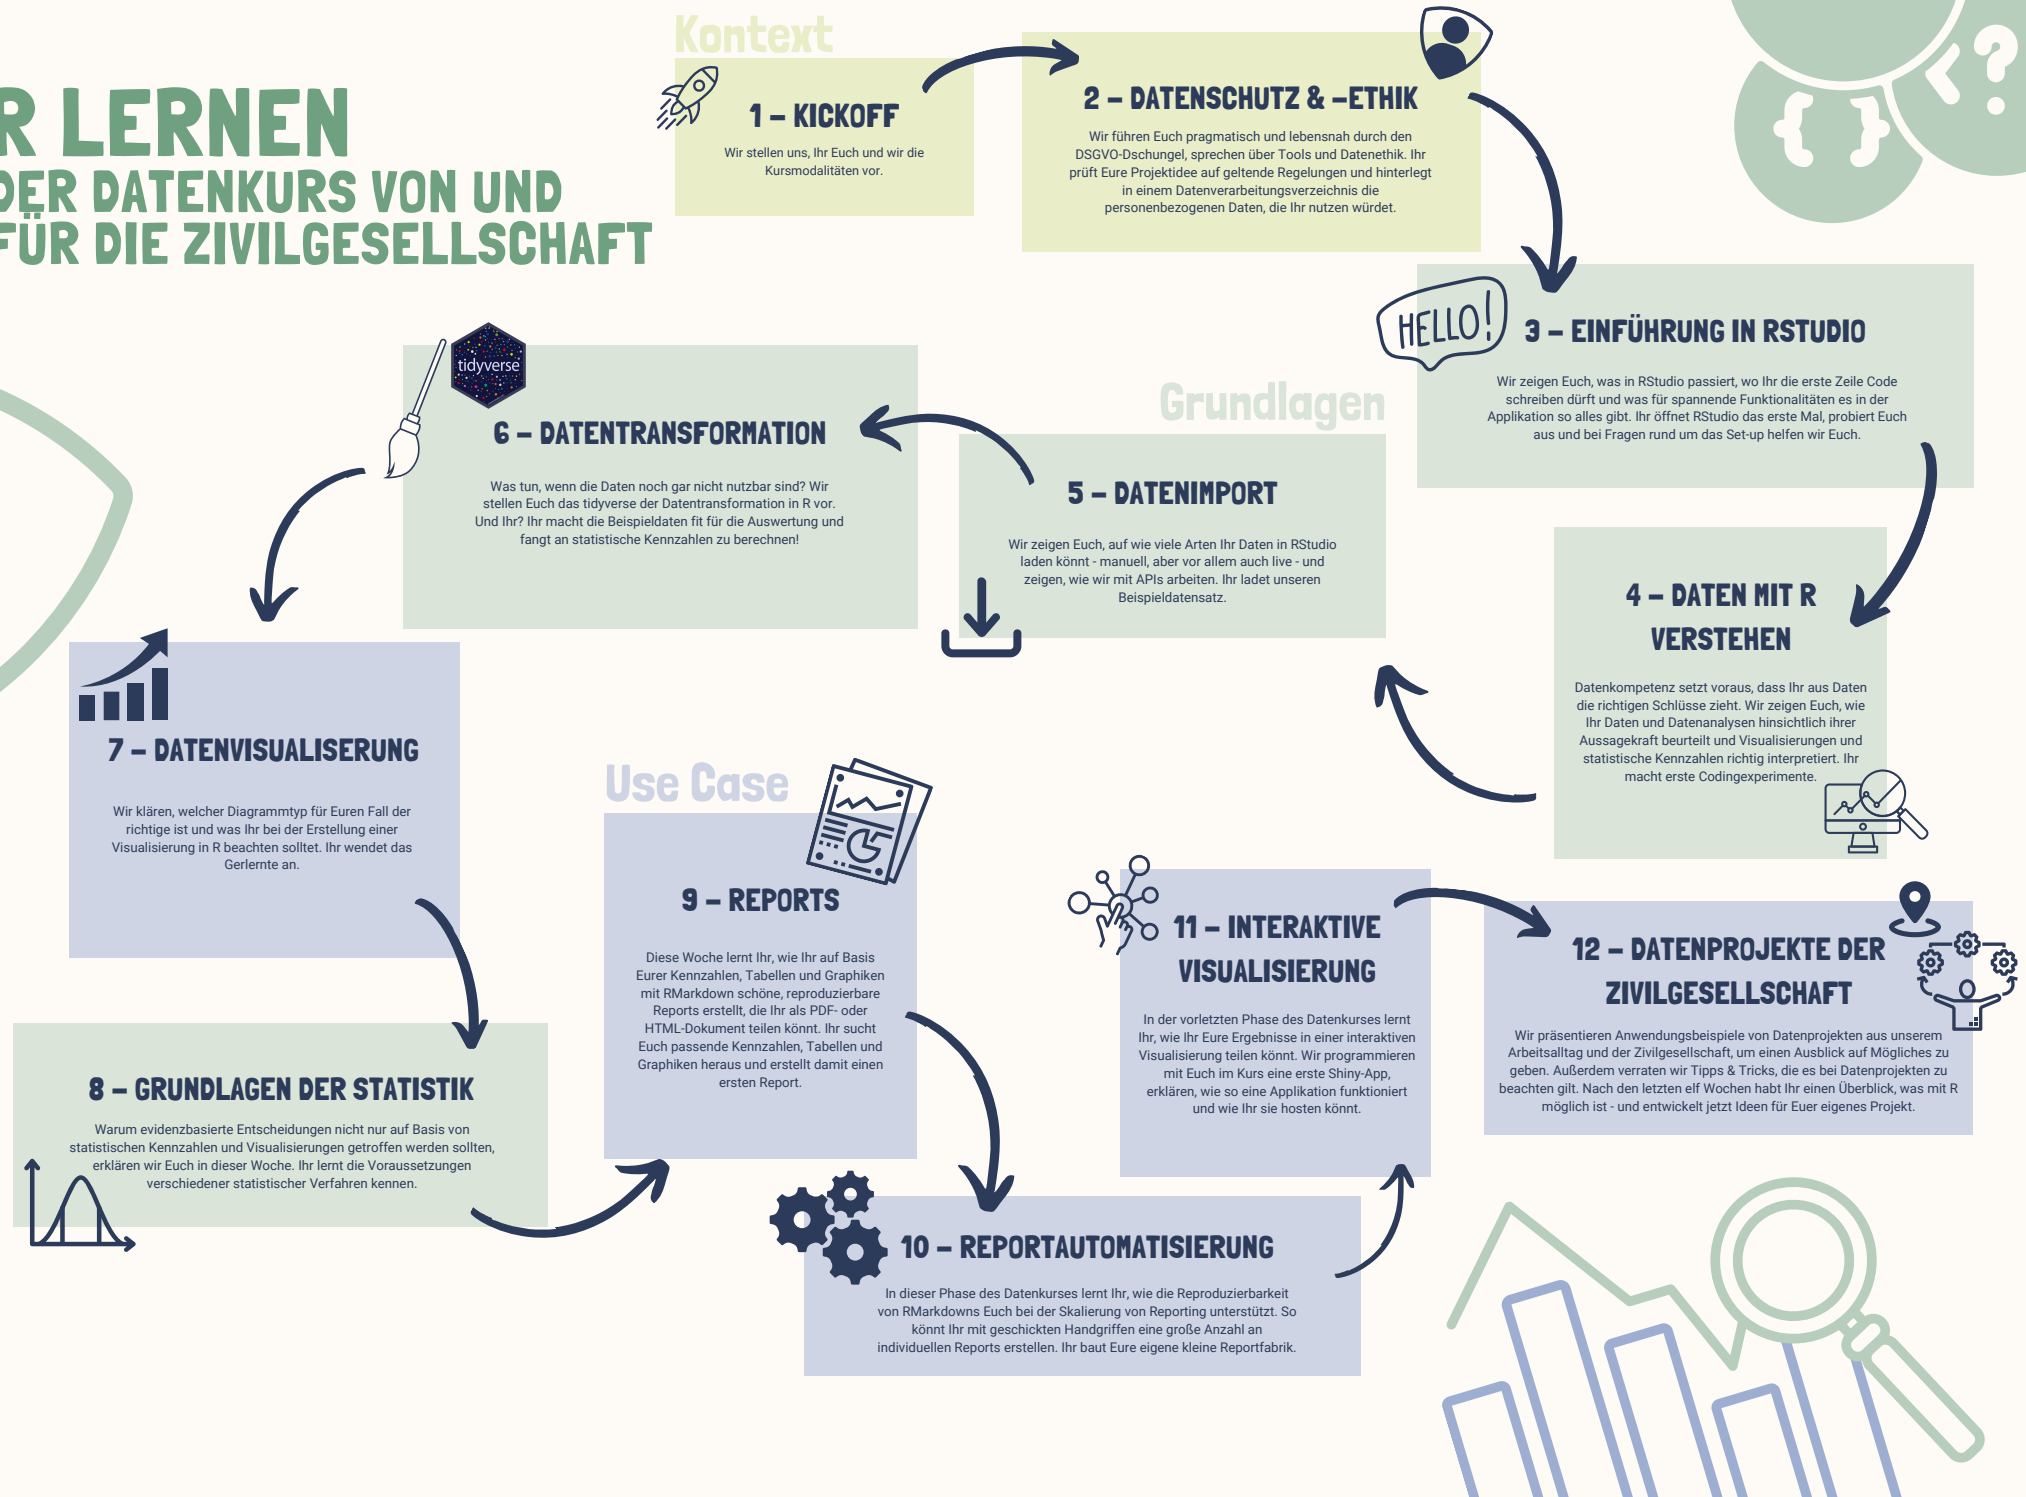 R LERNEN
DER DATENKURS VON UND
FÜR DIE ZIVILGESELLSCHAFT
Kontext
1 – KICKOFF
Wir stellen uns, Ihr Euch und wir die
Kursmodalitäten vor.
2 – DATENSCHUTZ & –ETHIK
Wir führen Euch pragmatisch und lebensnah durch den
DSGVO-Dschungel, sprechen über Tools und Datenethik. Ihr
prüft Eure Projektidee auf geltende Regelungen und hinterlegt
in einem Datenverarbeitungsverzeichnis die
personenbezogenen Daten, die Ihr nutzen würdet.
{ }
< ?
HELLO!
3 – EINFÜHRUNG IN RSTUDIO
Wir zeigen Euch, was in RStudio passiert, wo Ihr die erste Zeile Code
schreiben dürft und was für spannende Funktionalitäten es in der
Applikation so alles gibt. Ihr öffnet RStudio das erste Mal, probiert Euch
aus und bei Fragen rund um das Set-up helfen wir Euch.
4 – DATEN MIT R
VERSTEHEN
Datenkompetenz setzt voraus, dass Ihr aus Daten
die richtigen Schlüsse zieht. Wir zeigen Euch, wie
Ihr Daten und Datenanalysen hinsichtlich ihrer
Aussagekraft beurteilt und Visualisierungen und
statistische Kennzahlen richtig interpretiert. Ihr
macht erste Codingexperimente.
Grundlagen
5 – DATENIMPORT
Wir zeigen Euch, auf wie viele Arten Ihr Daten in RStudio
laden könnt - manuell, aber vor allem auch live - und
zeigen, wie wir mit APIs arbeiten. Ihr ladet unseren
Beispieldatensatz.
tidyverse
6 – DATENTRANSFORMATION
Was tun, wenn die Daten noch gar nicht nutzbar sind? Wir
stellen Euch das tidyverse der Datentransformation in R vor.
Und Ihr? Ihr macht die Beispieldaten fit für die Auswertung und
fangt an statistische Kennzahlen zu berechnen!
7 – DATENVISUALISERUNG
Wir klären, welcher Diagrammtyp für Euren Fall der
richtige ist und was Ihr bei der Erstellung einer
Visualisierung in R beachten solltet. Ihr wendet das
Gerlernte an.
8 – GRUNDLAGEN DER STATISTIK
Warum evidenzbasierte Entscheidungen nicht nur auf Basis von
statistischen Kennzahlen und Visualisierungen getroffen werden sollten,
erklären wir Euch in dieser Woche. Ihr lernt die Voraussetzungen
verschiedener statistischer Verfahren kennen.
Use Case
9 – REPORTS
Diese Woche lernt Ihr, wie Ihr auf Basis
Eurer Kennzahlen, Tabellen und Graphiken
mit RMarkdown schöne, reproduzierbare
Reports erstellt, die Ihr als PDF- oder
HTML-Dokument teilen könnt. Ihr sucht
Euch passende Kennzahlen, Tabellen und
Graphiken heraus und erstellt damit einen
ersten Report.
10 – REPORTAUTOMATISIERUNG
In dieser Phase des Datenkurses lernt Ihr, wie die Reproduzierbarkeit
von RMarkdowns Euch bei der Skalierung von Reporting unterstützt. So
könnt Ihr mit geschickten Handgriffen eine große Anzahl an
individuellen Reports erstellen. Ihr baut Eure eigene kleine Reportfabrik.
11 – INTERAKTIVE
VISUALISIERUNG
In der vorletzten Phase des Datenkurses lernt
Ihr, wie Ihr Eure Ergebnisse in einer interaktiven
Visualisierung teilen könnt. Wir programmieren
mit Euch im Kurs eine erste Shiny-App,
erklären, wie so eine Applikation funktioniert
und wie Ihr sie hosten könnt.
12 – DATENPROJEKTE DER
ZIVILGESELLSCHAFT
Wir präsentieren Anwendungsbeispiele von Datenprojekten aus unserem
Arbeitsalltag und der Zivilgesellschaft, um einen Ausblick auf Mögliches zu
geben. Außerdem verraten wir Tipps & Tricks, die es bei Datenprojekten zu
beachten gilt. Nach den letzten elf Wochen habt Ihr einen Überblick, was mit R
möglich ist - und entwickelt jetzt Ideen für Euer eigenes Projekt.